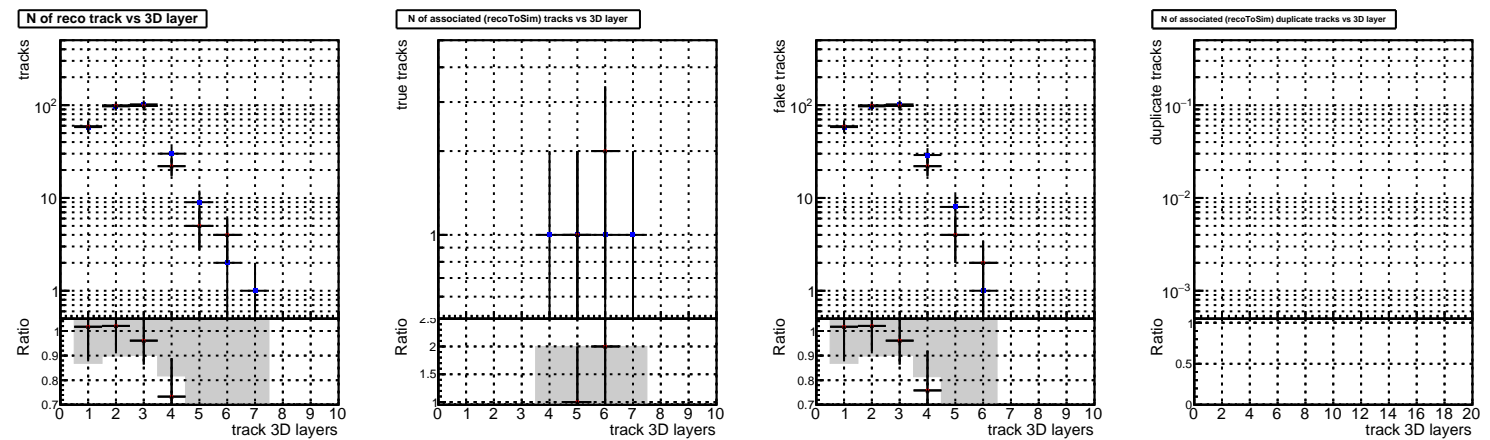 N of reco track vs 3D layer
tracks
10²
10
1
Ratio
1
0.9
0.8
0.7
0 1 2 3 4 5 6 7 8 9 10
track 3D layers
N of associated (recoToSim) tracks vs 3D layer
true tracks
1
Ratio
2.5
2
1.5
1
0 1 2 3 4 5 6 7 8 9 10
track 3D layers
fake tracks
10²
10
1
Ratio
1
0.9
0.8
0.7
0 1 2 3 4 5 6 7 8 9 10
track 3D layers
N of associated (recoToSim) duplicate tracks vs 3D layer
duplicate tracks
10⁻¹
10⁻²
10⁻³
Ratio
1
0.5
0
0 2 4 6 8 10 12 14 16 18 20
track 3D layers